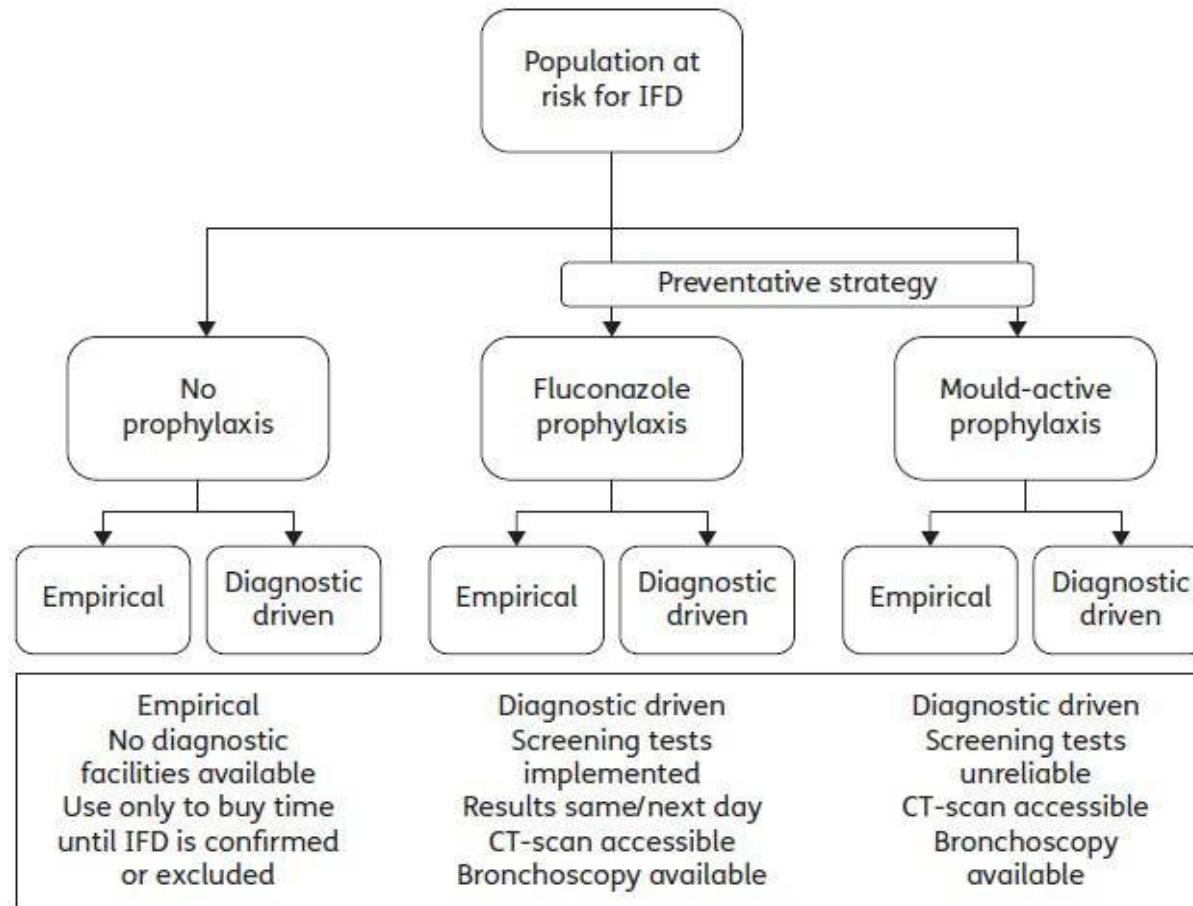 Population at
risk for IFD
Preventative strategy
No
prophylaxis
Fluconazole
prophylaxis
Mould-active
prophylaxis
Empirical
Diagnostic
driven
Empirical
Diagnostic
driven
Empirical
Diagnostic
driven
Empirical
No diagnostic
facilities available
Use only to buy time
until IFD is confirmed
or excluded
Diagnostic driven
Screening tests
implemented
Results same/next day
CT-scan accessible
Bronchoscopy available
Diagnostic driven
Screening tests
unreliable
CT-scan accessible
Bronchoscopy
available